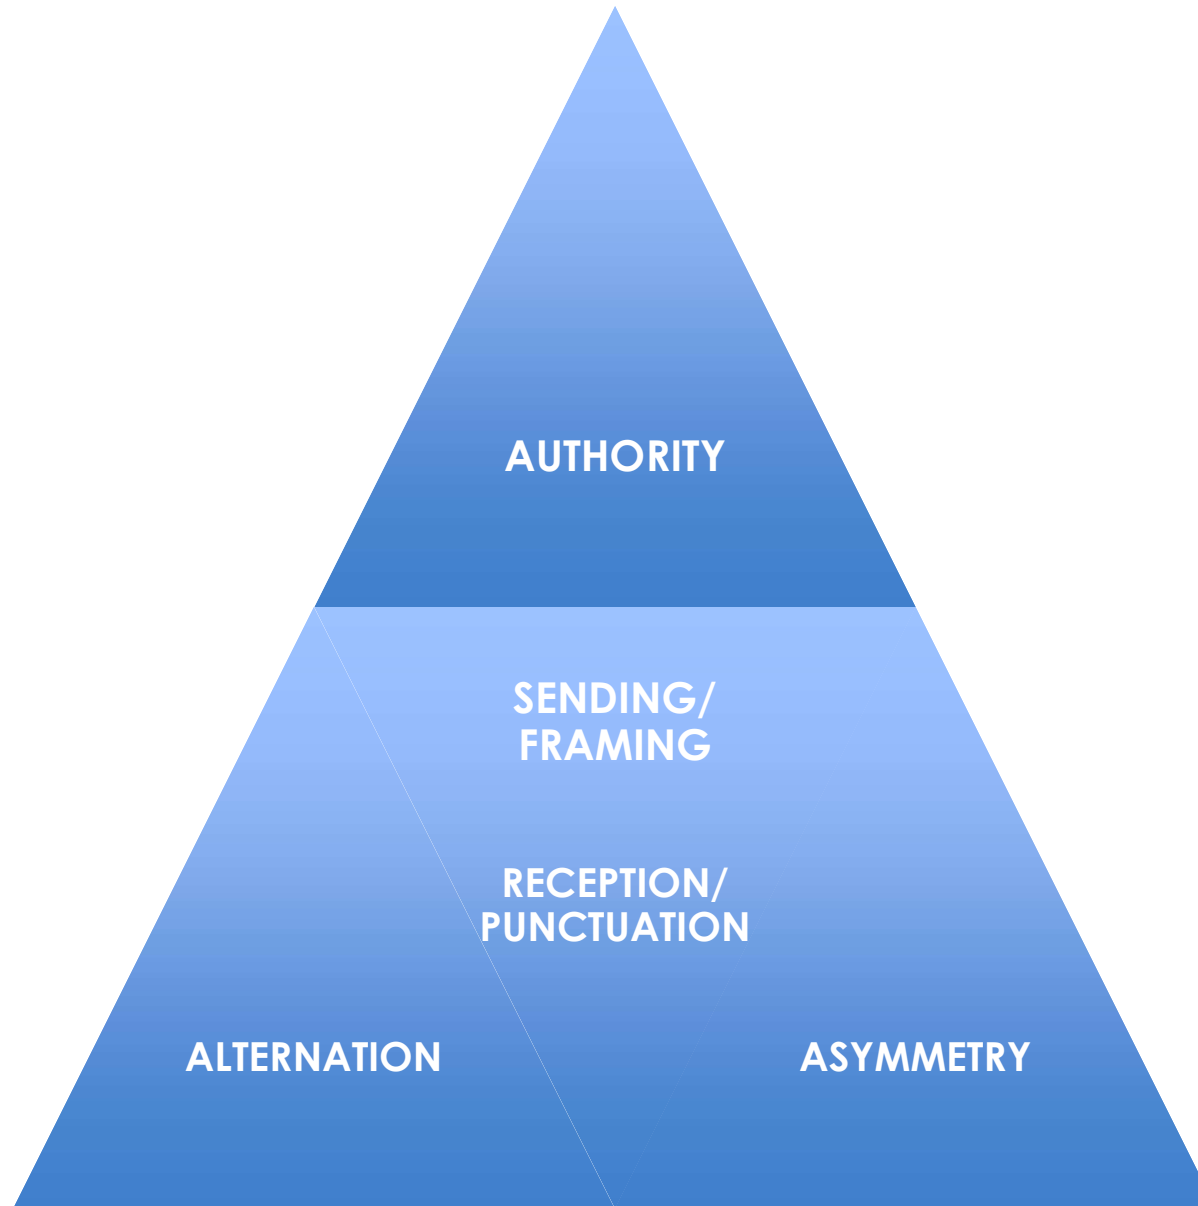 AUTHORITY
SENDING/
FRAMING
RECEPTION/
PUNCTUATION
ALTERNATION
ASYMMETRY